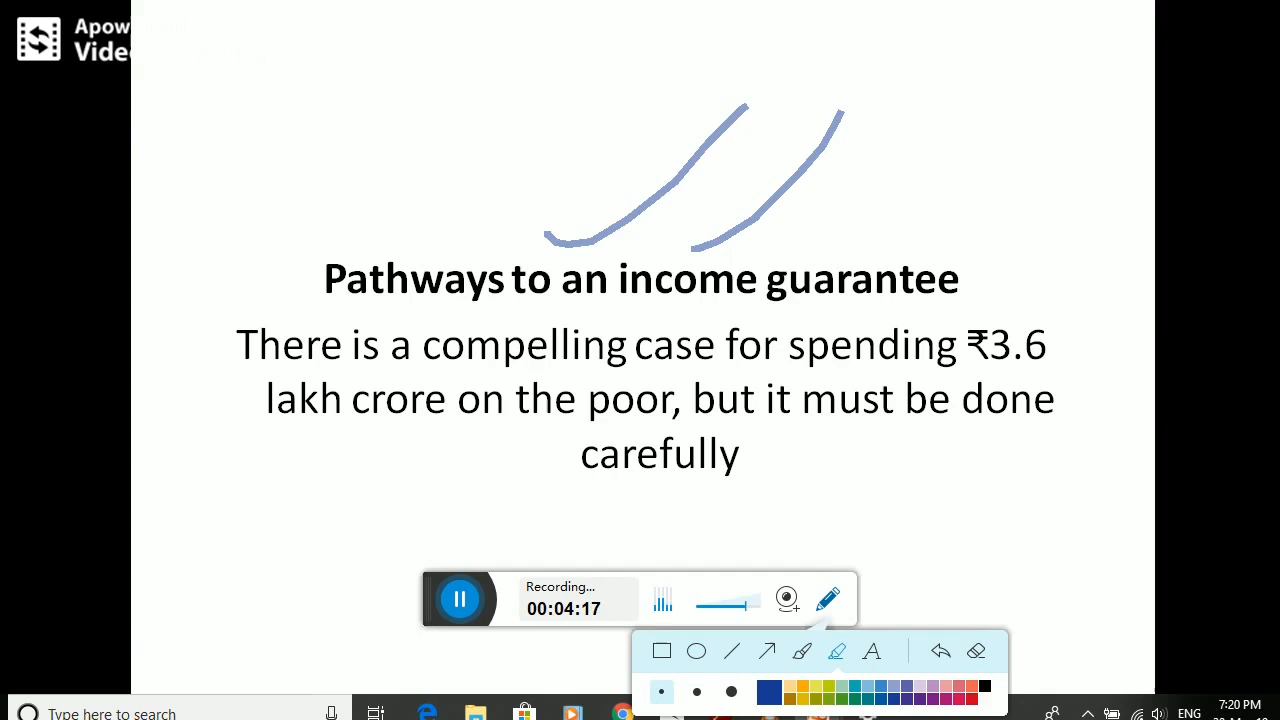 Apow
Vide
Pathways to an income guarantee
There is a compelling case for spending ₹3.6
lakh crore on the poor, but it must be done
carefully
Recording...
00:04:17
A
Type here to search
ENG
7:20 PM